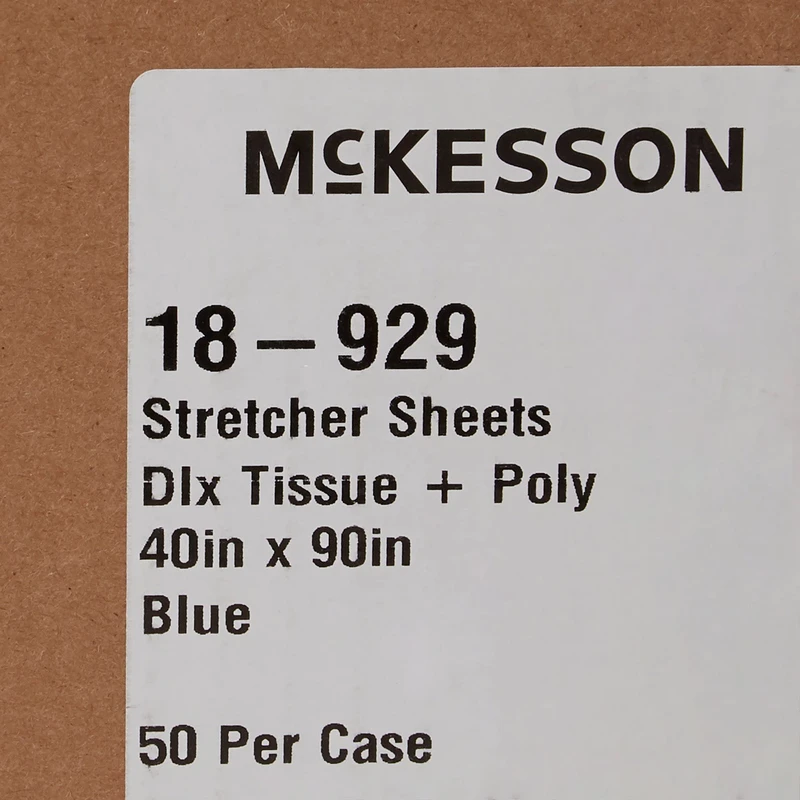 McKESSON
18-929
Stretcher Sheets
Dlx Tissue + Poly
40in x 90in
Blue
50 Per Case